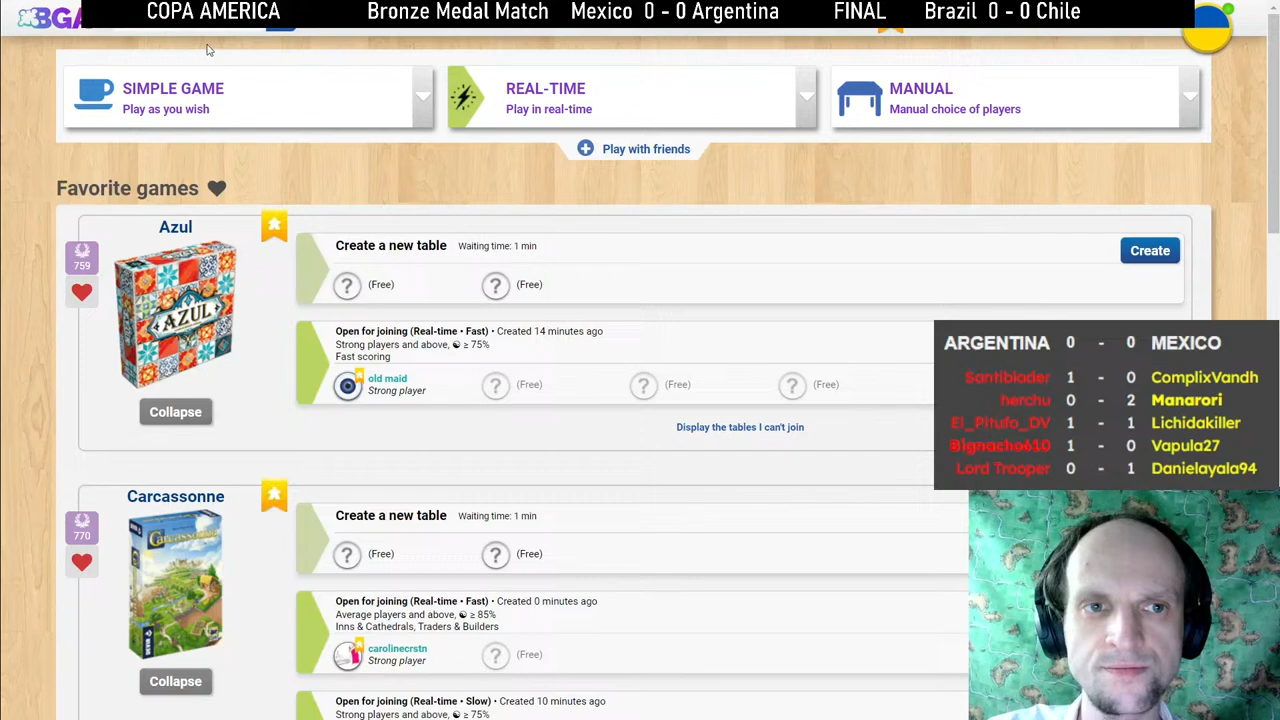 COPA AMERICA Bronze Medal Match Mexico 0 - 0 Argentina FINAL Brazil 0 - 0 Chile
BGA
SIMPLE GAME
Play as you wish
REAL-TIME
Play in real-time
MANUAL
Manual choice of players
Play with friends
Favorite games
Azul
759
AZUL
Collapse
Create a new table Waiting time: 1 min
Create
? (Free) ? (Free)
Open for joining (Real-time • Fast) • Created 14 minutes ago
Strong players and above, ≥ 75%
Fast scoring
old maid
Strong player
? (Free) ? (Free) ? (Free)
Display the tables I can't join
ARGENTINA 0 - 0 MEXICO
Santiblader 1 - 0 ComplixVandh
herchu 0 - 2 Manarori
El_Pitufo_DV 1 - 1 Lichidakiller
Bignacho610 1 - 0 Vapula27
Lord Trooper 0 - 1 Danielayala94
Carcassonne
770
Carcassonne
DEVIR
Collapse
Create a new table Waiting time: 1 min
? (Free) ? (Free)
Open for joining (Real-time • Fast) • Created 0 minutes ago
Average players and above, ≥ 85%
Inns & Cathedrals, Traders & Builders
carolinecrstn
Strong player
? (Free)
Open for joining (Real-time • Slow) • Created 10 minutes ago
Strong players and above, ≥ 75%